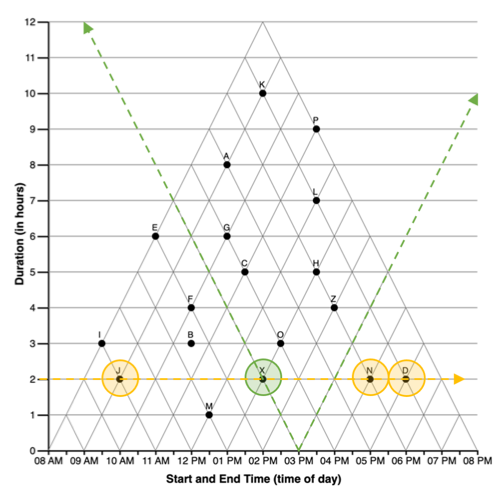 12
11
K
10
P
9
A
8
L
7
E
G
6
C
H
5
F
Z
4
I
B
O
3
J
X
N
D
2
M
1
0
Duration (in hours)
08 AM 09 AM 10 AM 11 AM 12 PM 01 PM 02 PM 03 PM 04 PM 05 PM 06 PM 07 PM 08 PM
Start and End Time (time of day)